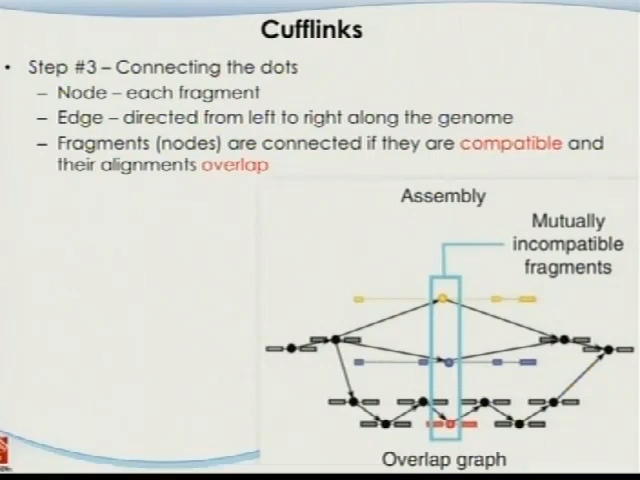 Cufflinks
• Step #3 – Connecting the dots
– Node – each fragment
– Edge – directed from left to right along the genome
– Fragments (nodes) are connected if they are compatible and
their alignments overlap
Assembly
Mutually
incompatible
fragments
Overlap graph